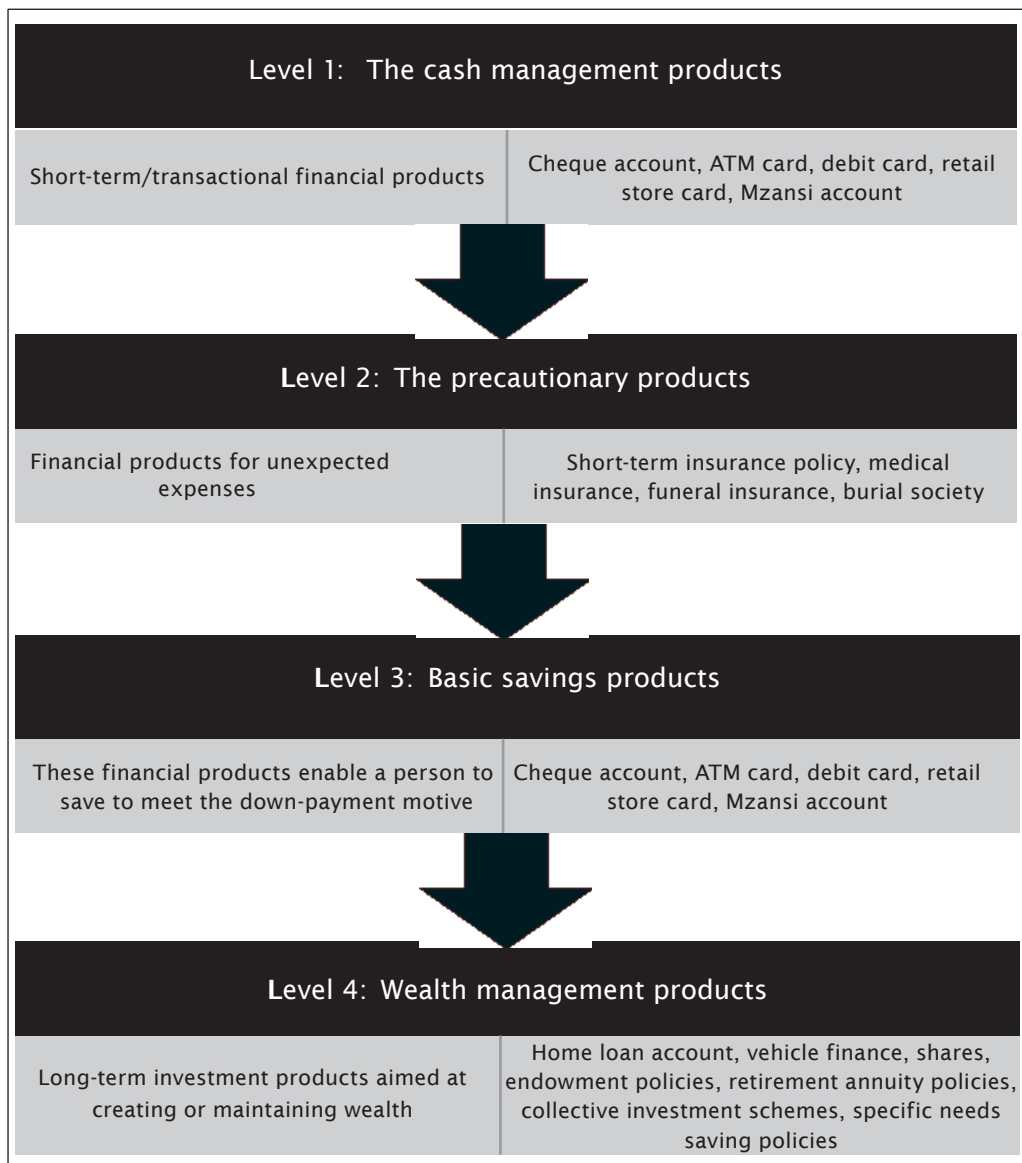 Level 1: The cash management products
Short-term/transactional financial products
Cheque account, ATM card, debit card, retail
store card, Mzansi account
Level 2: The precautionary products
Financial products for unexpected
expenses
Short-term insurance policy, medical
insurance, funeral insurance, burial society
Level 3: Basic savings products
These financial products enable a person to
save to meet the down-payment motive
Cheque account, ATM card, debit card, retail
store card, Mzansi account
Level 4: Wealth management products
Long-term investment products aimed at
creating or maintaining wealth
Home loan account, vehicle finance, shares,
endowment policies, retirement annuity policies,
collective investment schemes, specific needs
saving policies